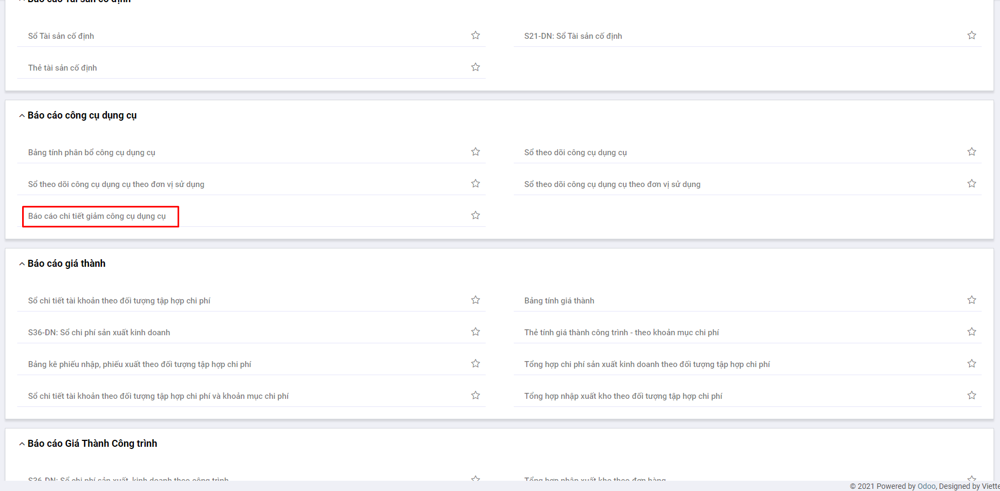 Báo cáo Tài sản cố định
Sổ Tài sản cố định
S21-DN: Sổ Tài sản cố định
Thẻ tài sản cố định
Báo cáo công cụ dụng cụ
Bảng tính phân bổ công cụ dụng cụ
Sổ theo dõi công cụ dụng cụ
Sổ theo dõi công cụ dụng cụ theo đơn vị sử dụng
Sổ theo dõi công cụ dụng cụ theo đơn vị sử dụng
Báo cáo chi tiết giảm công cụ dụng cụ
Báo cáo giá thành
Sổ chi tiết tài khoản theo đối tượng tập hợp chi phí
Bảng tính giá thành
S36-DN: Sổ chi phí sản xuất kinh doanh
Thẻ tính giá thành công trình - theo khoản mục chi phí
Bảng kê phiếu nhập, phiếu xuất theo đối tượng tập hợp chi phí
Tổng hợp chi phí sản xuất kinh doanh theo đối tượng tập hợp chi phí
Sổ chi tiết tài khoản theo đối tượng tập hợp chi phí và khoản mục chi phí
Tổng hợp nhập xuất kho theo đối tượng tập hợp chi phí
Báo cáo Giá Thành Công trình
S36-DN: Sổ chi phí sản xuất, kinh doanh theo công trình
Tổng hợp nhập xuất kho theo đơn hàng
© 2021 Powered by Odoo, Designed by Viette